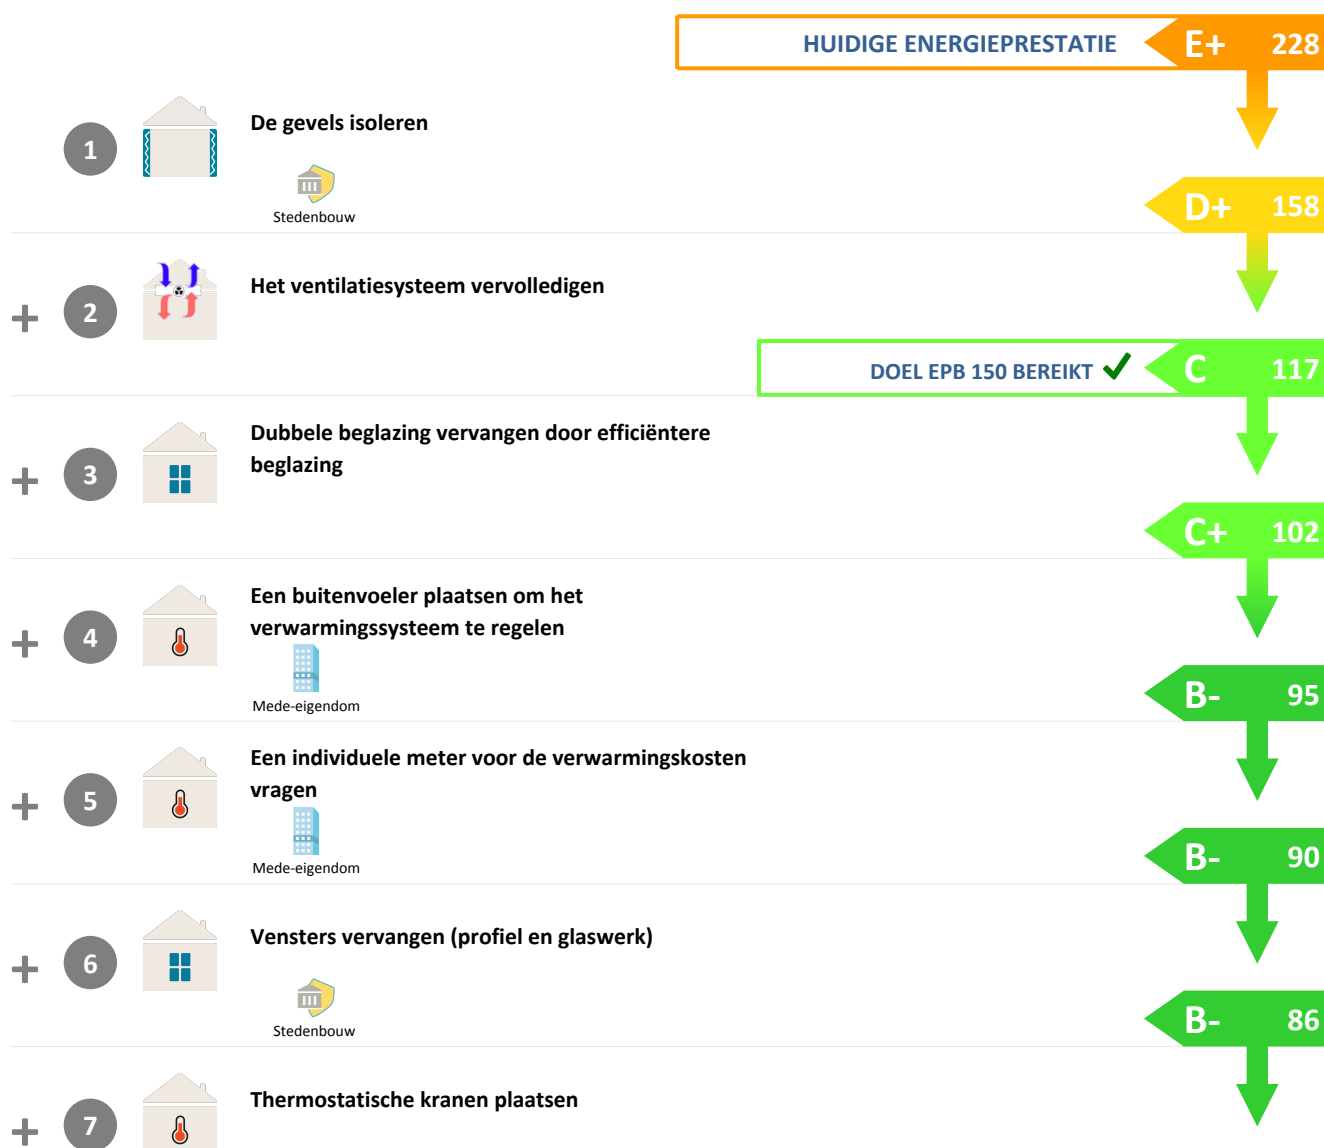 HUIDIGE ENERGIEPRESTATIE E+ 228
1 De gevels isoleren
Stedenbouw
D+ 158
+ 2 Het ventilatiesysteem vervolledigen
DOEL EPB 150 BEREIKT ✓ C 117
Dubbele beglazing vervangen door efficiëntere
+ 3 beglazing
C+ 102
Een buitenvoeler plaatsen om het
+ 4 verwarmingssysteem te regelen
Mede-eigendom
B- 95
Een individuele meter voor de verwarmingskosten
+ 5 vragen
Mede-eigendom
B- 90
+ 6 Vensters vervangen (profiel en glaswerk)
Stedenbouw
B- 86
+ 7 Thermostatische kranen plaatsen